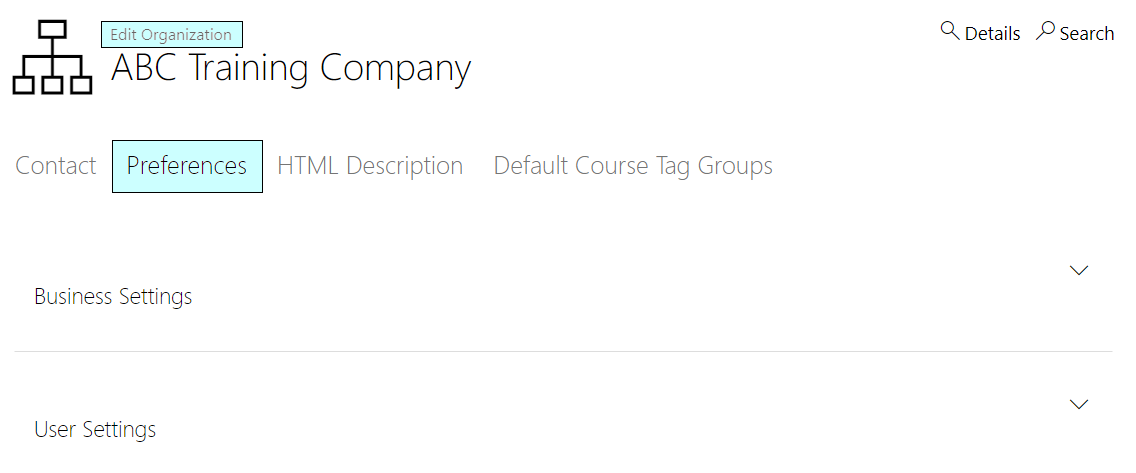 Edit Organization
ABC Training Company
Details Search
Contact Preferences HTML Description Default Course Tag Groups
Business Settings
User Settings